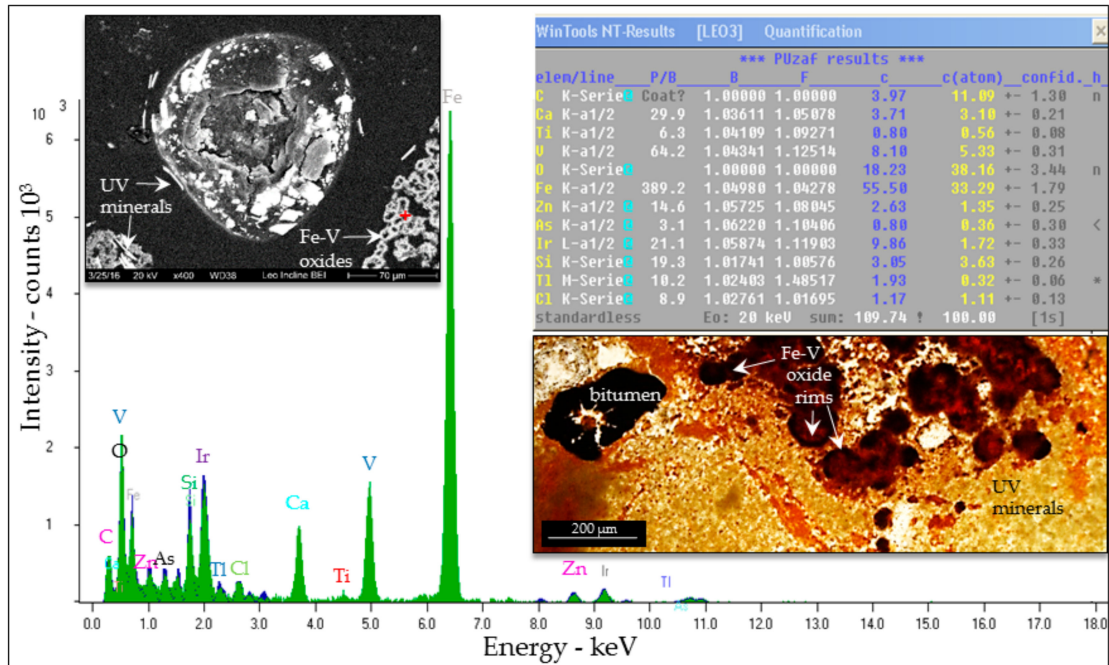 UV
minerals
Fe-V
oxides
3/25/16 20 kV x400 WD38 Leo Incline BEI 70 µm
WinTools NT-Results [LEO3] Quantification
*** PUzaf results ***
elem/line P/B B F c c(atom) confid. h
C K-Serie Coat? 1.00000 1.00000 3.97 11.09 +- 1.30 n
Ca K-a1/2 29.9 1.03611 1.05078 3.71 3.10 +- 0.21
Ti K-a1/2 6.3 1.04109 1.09271 0.80 0.56 +- 0.08
V K-a1/2 64.2 1.04341 1.12514 8.10 5.33 +- 0.31
O K-Serie 1.00000 1.00000 18.23 38.16 +- 3.44 n
Fe K-a1/2 389.2 1.04980 1.04278 55.50 33.29 +- 1.79
Zn K-a1/2 14.6 1.05725 1.08045 2.63 1.35 +- 0.25
As K-a1/2 3.1 1.06220 1.10406 0.80 0.36 +- 0.30 <
Ir L-a1/2 21.1 1.05874 1.11903 9.86 1.72 +- 0.33
Si K-Serie 19.3 1.01741 1.00576 3.05 3.63 +- 0.26
Tl M-Serie 10.2 1.02403 1.48517 1.93 0.32 +- 0.06 *
Cl K-Serie 8.9 1.02761 1.01695 1.17 1.11 +- 0.13
standardless Eo: 20 keV sum: 109.74 ! 100.00 [1s]
Fe-V
oxide
rims
bitumen
UV
minerals
200 µm
Intensity - counts 10³
10 3
6
5
4
3
2
1
Fe
V
O
Fe
C
Zn
As
Si
Ir
Tl
Cl
Ca
Ti
V
Zn
Ir
Tl
As
0.0 1.0 2.0 3.0 4.0 5.0 6.0 7.0 8.0 9.0 10.0 11.0 12.0 13.0 14.0 15.0 16.0 17.0 18.0
Energy - keV